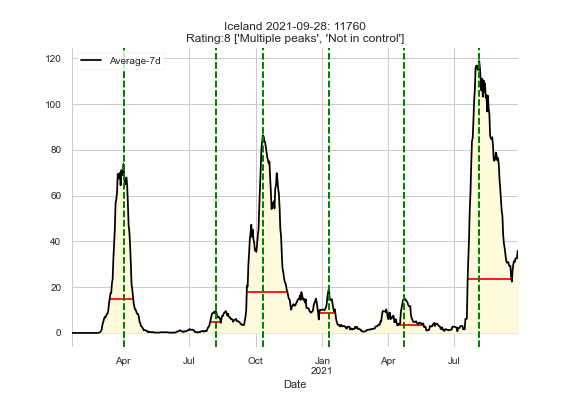 Iceland 2021-09-28: 11760
Rating:8 ['Multiple peaks', 'Not in control']
Average-7d
120
100
80
60
40
20
0
Apr Jul Oct Jan Apr Jul
2021
Date